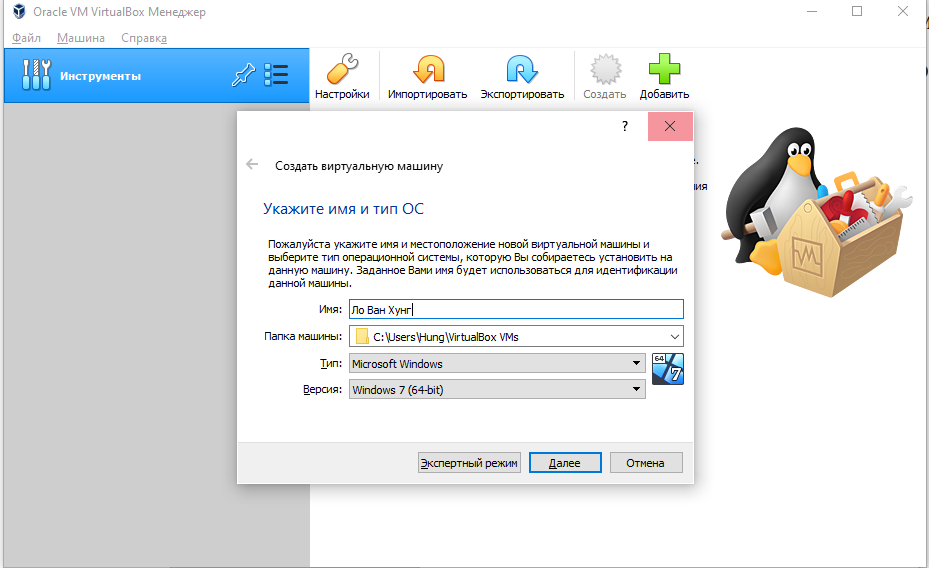 Oracle VM VirtualBox Менеджер
Файл Машина Справка
Инструменты
Настройки Импортировать Экспортировать Создать Добавить
?
Создать виртуальную машину
Укажите имя и тип ОС
Пожалуйста укажите имя и местоположение новой виртуальной машины и
выберите тип операционной системы, которую Вы собираетесь установить на
данную машину. Заданное Вами имя будет использоваться для идентификации
данной машины.
Имя: Ло Ван Хунг
Папка машины: C:\Users\Hung\VirtualBox VMs
Тип: Microsoft Windows
64
7
Версия: Windows 7 (64-bit)
Экспертный режим Далее Отмена